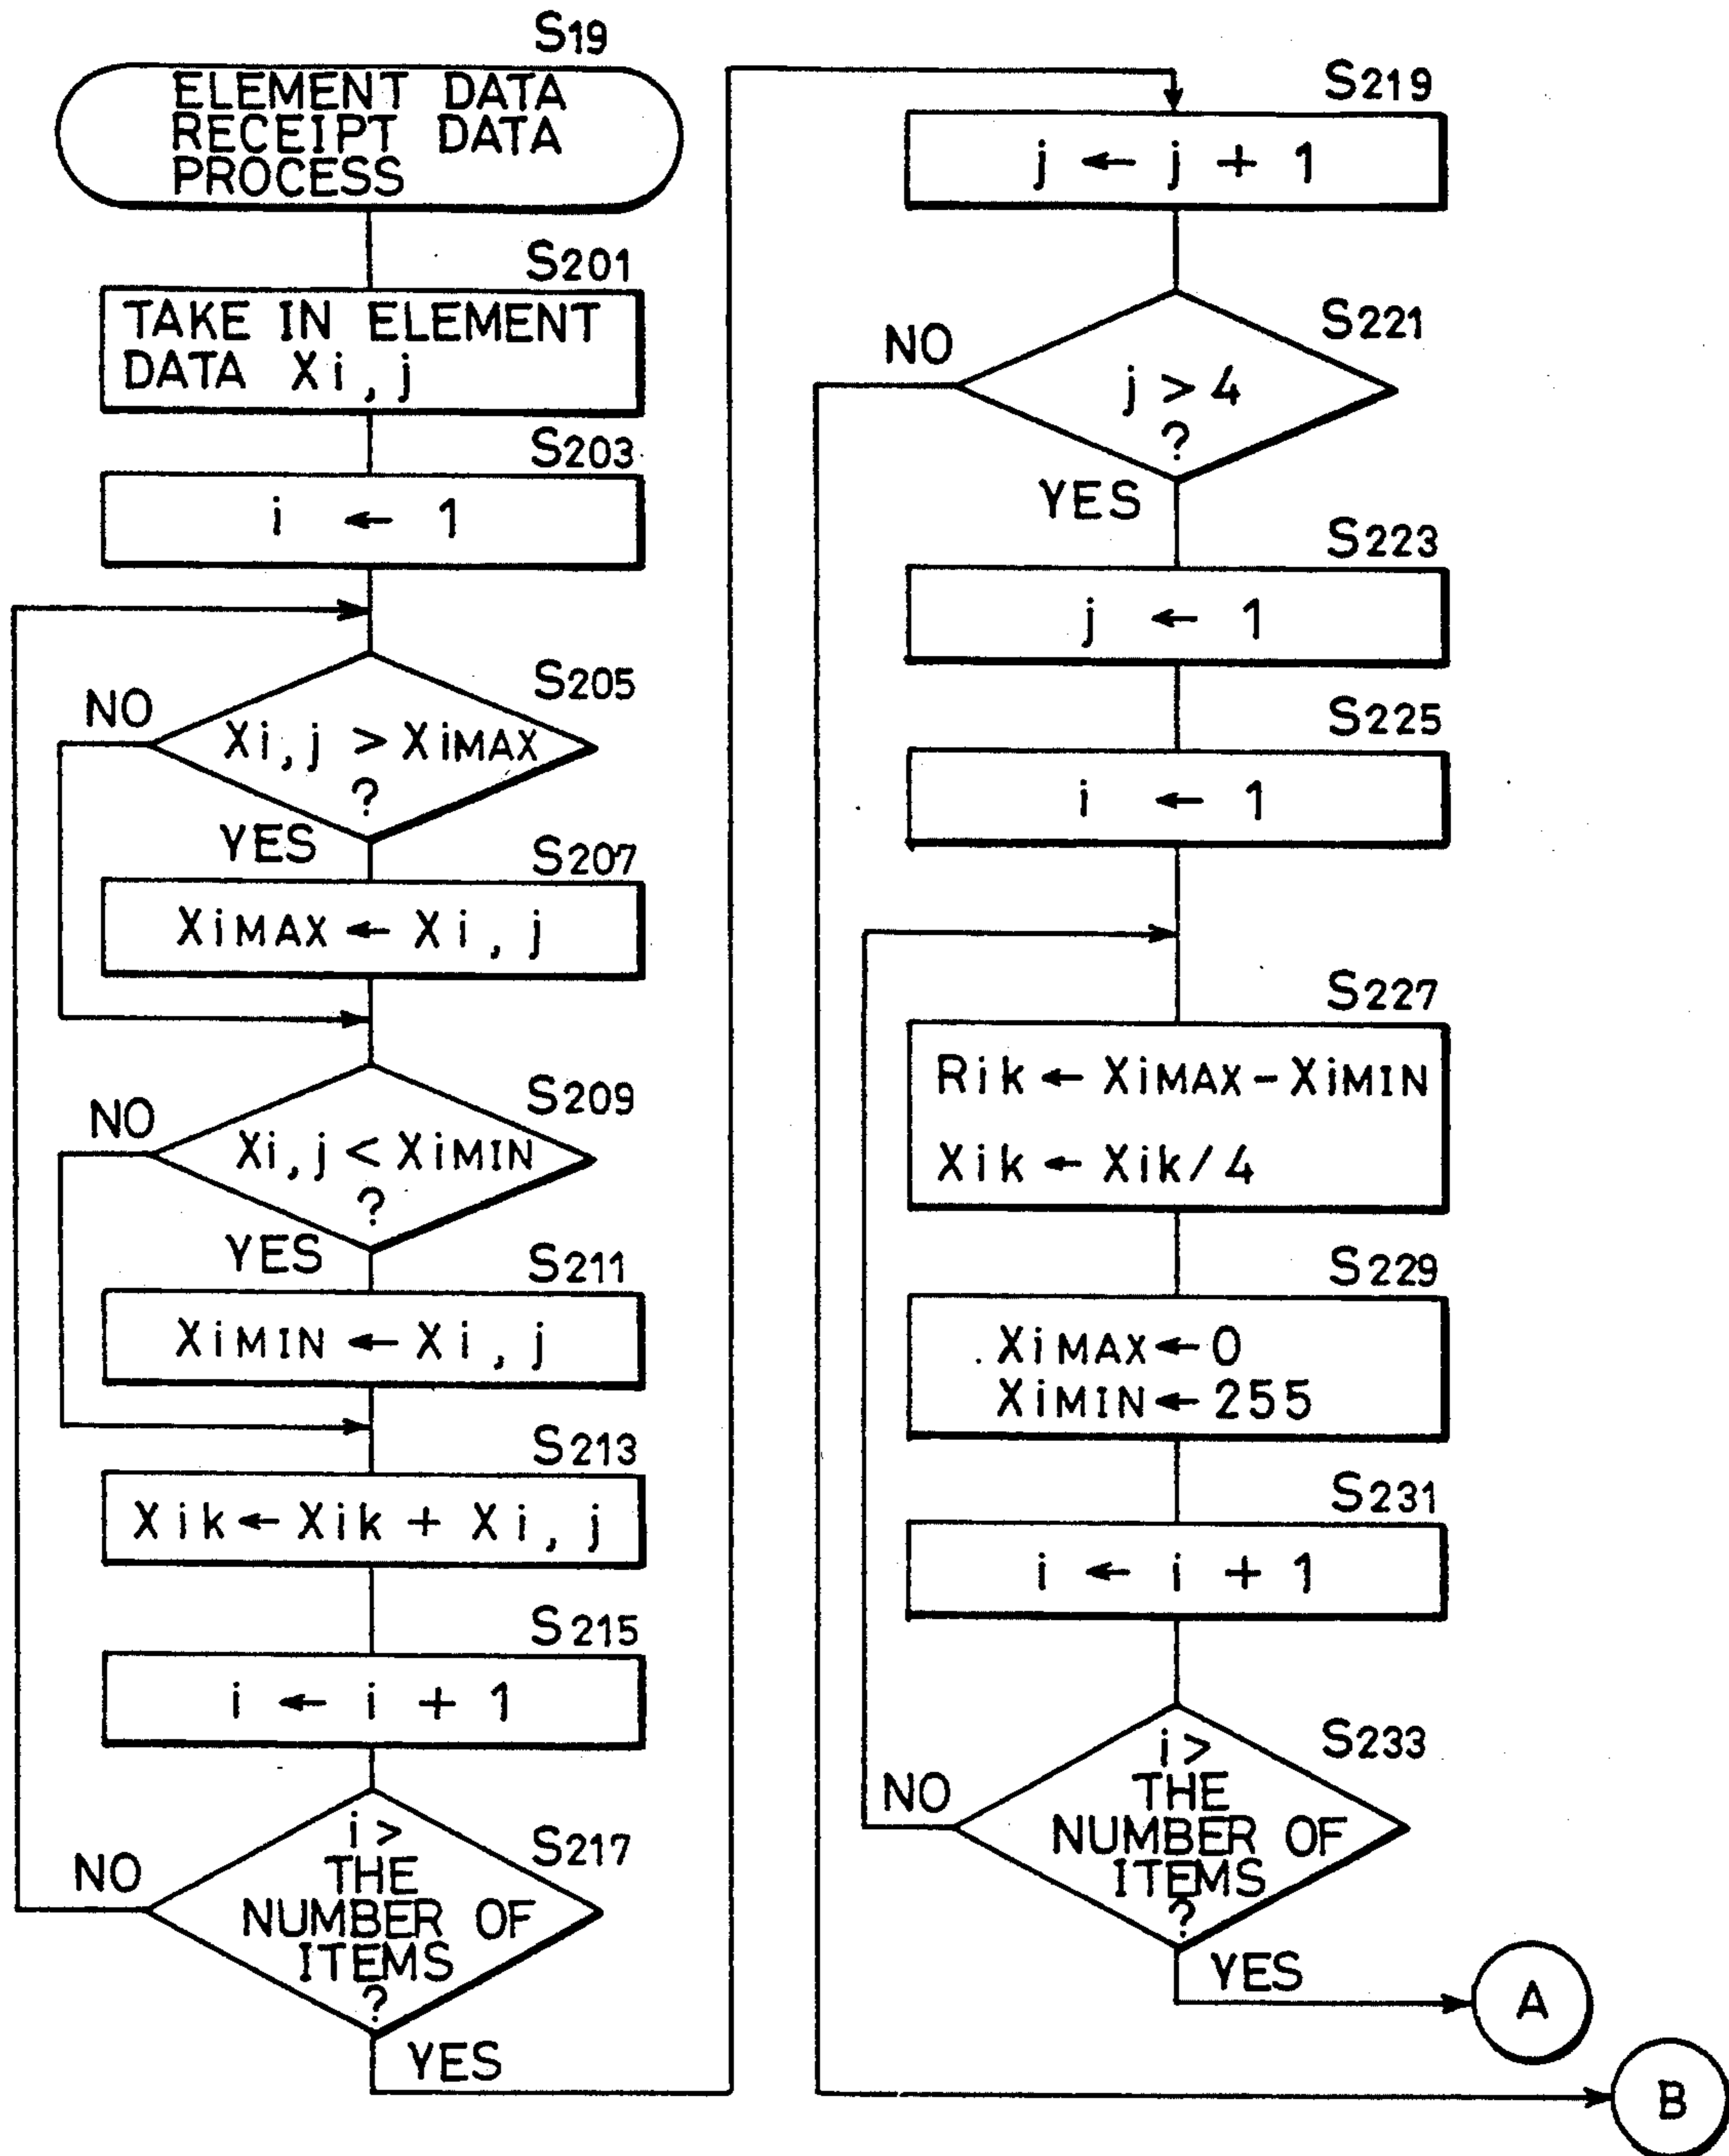 S19
ELEMENT DATA
RECEIPT DATA
PROCESS
S201
TAKE IN ELEMENT
DATA Xi,j
S203
i ← 1
S205
NO
Xi,j > XiMAX
?
YES
S207
XiMAX ← Xi,j
S209
NO
Xi,j < XiMIN
?
YES
S211
XiMIN ← Xi,j
S213
Xik ← Xik + Xi,j
S215
i ← i + 1
S217
NO
i >
THE
NUMBER OF
ITEMS
?
YES
S219
j ← j + 1
S221
NO
j > 4
?
YES
S223
j ← 1
S225
i ← 1
S227
Rik ← XiMAX - XiMIN
Xik ← Xik / 4
S229
XiMAX ← 0
XiMIN ← 255
S231
i ← i + 1
S233
NO
i >
THE
NUMBER OF
ITEMS
?
YES
A
B